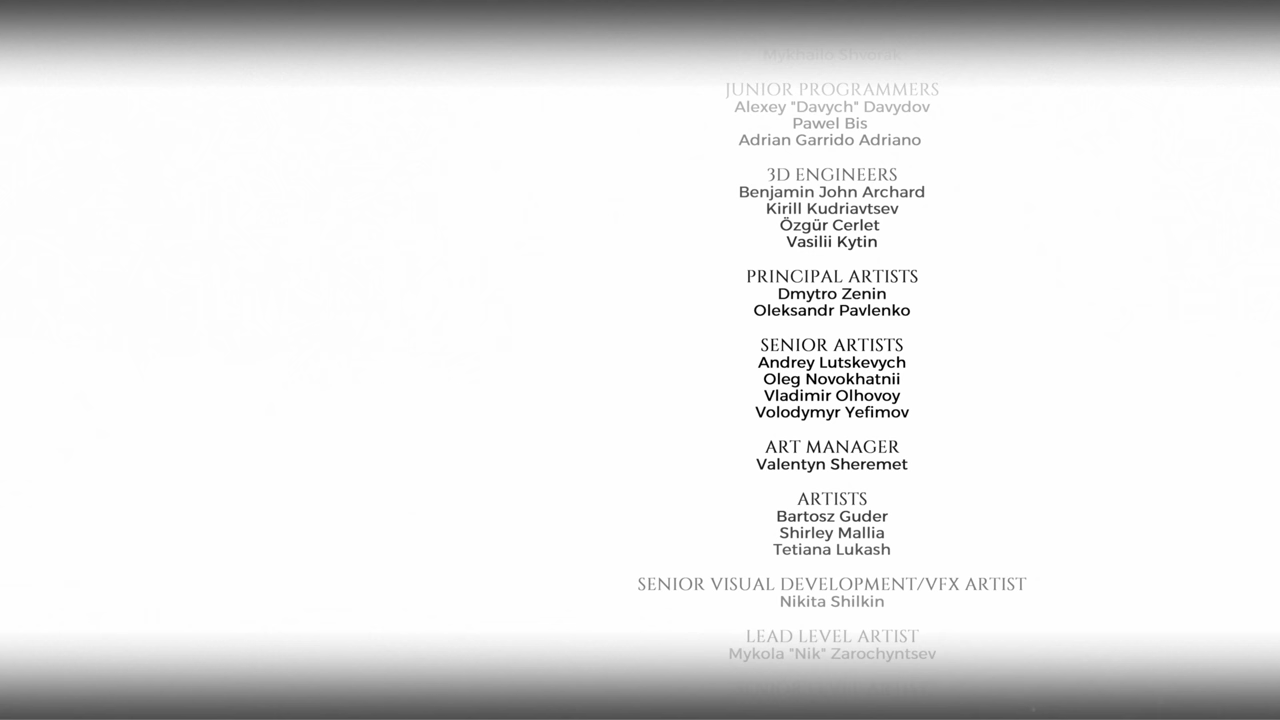 Mykhailo Shvorak
JUNIOR PROGRAMMERS
Alexey "Davych" Davydov
Pawel Bis
Adrian Garrido Adriano
3D ENGINEERS
Benjamin John Archard
Kirill Kudriavtsev
Özgür Cerlet
Vasilii Kytin
PRINCIPAL ARTISTS
Dmytro Zenin
Oleksandr Pavlenko
SENIOR ARTISTS
Andrey Lutskevych
Oleg Novokhatnii
Vladimir Olhovoy
Volodymyr Yefimov
ART MANAGER
Valentyn Sheremet
ARTISTS
Bartosz Guder
Shirley Mallia
Tetiana Lukash
SENIOR VISUAL DEVELOPMENT/VFX ARTIST
Nikita Shilkin
LEAD LEVEL ARTIST
Mykola "Nik" Zarochyntsev